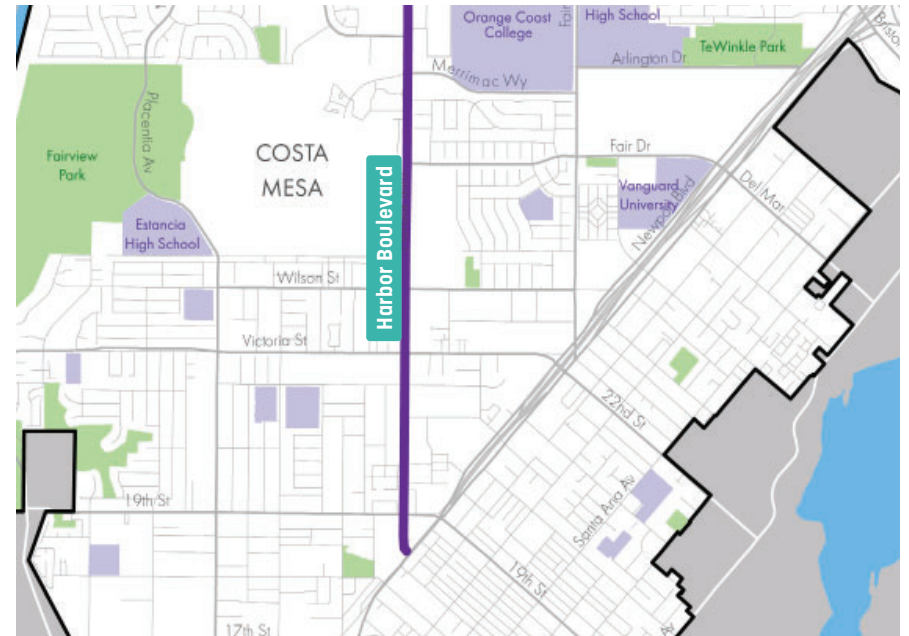 Orange Coast
College
Fair
High School
TeWinkle Park
Bristol
Arlington Dr
Merrimac Wy
Placentia Av
Fairview
Park
COSTA
MESA
Harbor Boulevard
Fair Dr
Vanguard
University
Newport Blvd
Del Mar
Estancia
High School
Wilson St
Victoria St
22nd St
Santa Ana Av
19th St
19th St
17th St